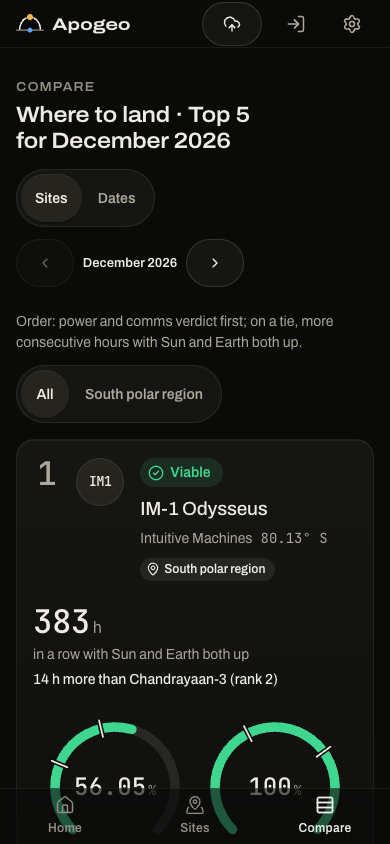 Apogeo
COMPARE
Where to land · Top 5
for December 2026
Sites
Dates
December 2026
Order: power and comms verdict first; on a tie, more
consecutive hours with Sun and Earth both up.
All
South polar region
1
IM1
Viable
IM-1 Odysseus
Intuitive Machines 80.13° S
South polar region
383 h
in a row with Sun and Earth both up
14 h more than Chandrayaan-3 (rank 2)
56.05%
100%
Home
Sites
Compare